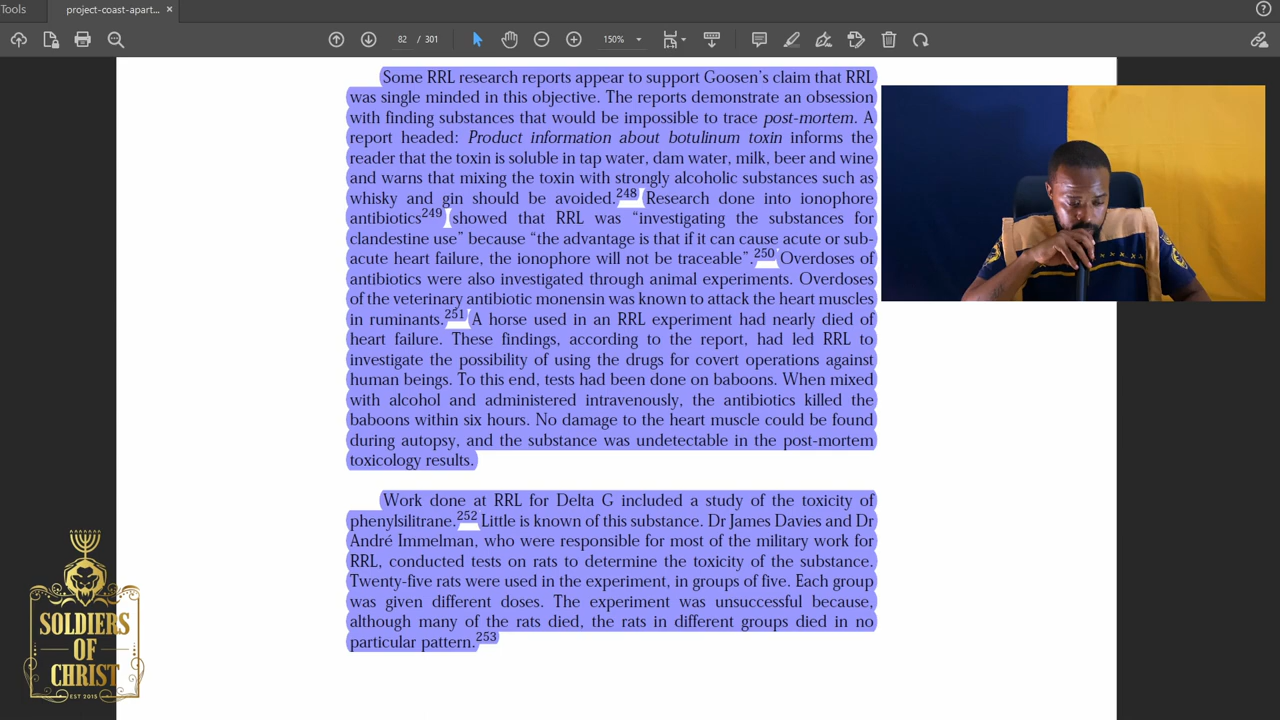 Tools
project-coast-apart... ×
82 / 301
150%
Some RRL research reports appear to support Goosen's claim that RRL
was single minded in this objective. The reports demonstrate an obsession
with finding substances that would be impossible to trace post-mortem. A
report headed: Product information about botulinum toxin informs the
reader that the toxin is soluble in tap water, dam water, milk, beer and wine
and warns that mixing the toxin with strongly alcoholic substances such as
whisky and gin should be avoided.248 Research done into ionophore
antibiotics249 showed that RRL was “investigating the substances for
clandestine use” because “the advantage is that if it can cause acute or sub-
acute heart failure, the ionophore will not be traceable”.250 Overdoses of
antibiotics were also investigated through animal experiments. Overdoses
of the veterinary antibiotic monensin was known to attack the heart muscles
in ruminants.251 A horse used in an RRL experiment had nearly died of
heart failure. These findings, according to the report, had led RRL to
investigate the possibility of using the drugs for covert operations against
human beings. To this end, tests had been done on baboons. When mixed
with alcohol and administered intravenously, the antibiotics killed the
baboons within six hours. No damage to the heart muscle could be found
during autopsy, and the substance was undetectable in the post-mortem
toxicology results.
Work done at RRL for Delta G included a study of the toxicity of
phenylsilitrane.252 Little is known of this substance. Dr James Davies and Dr
André Immelman, who were responsible for most of the military work for
RRL, conducted tests on rats to determine the toxicity of the substance.
Twenty-five rats were used in the experiment, in groups of five. Each group
was given different doses. The experiment was unsuccessful because,
although many of the rats died, the rats in different groups died in no
particular pattern.253
SOLDIERS
OF
CHRIST
EST 2015